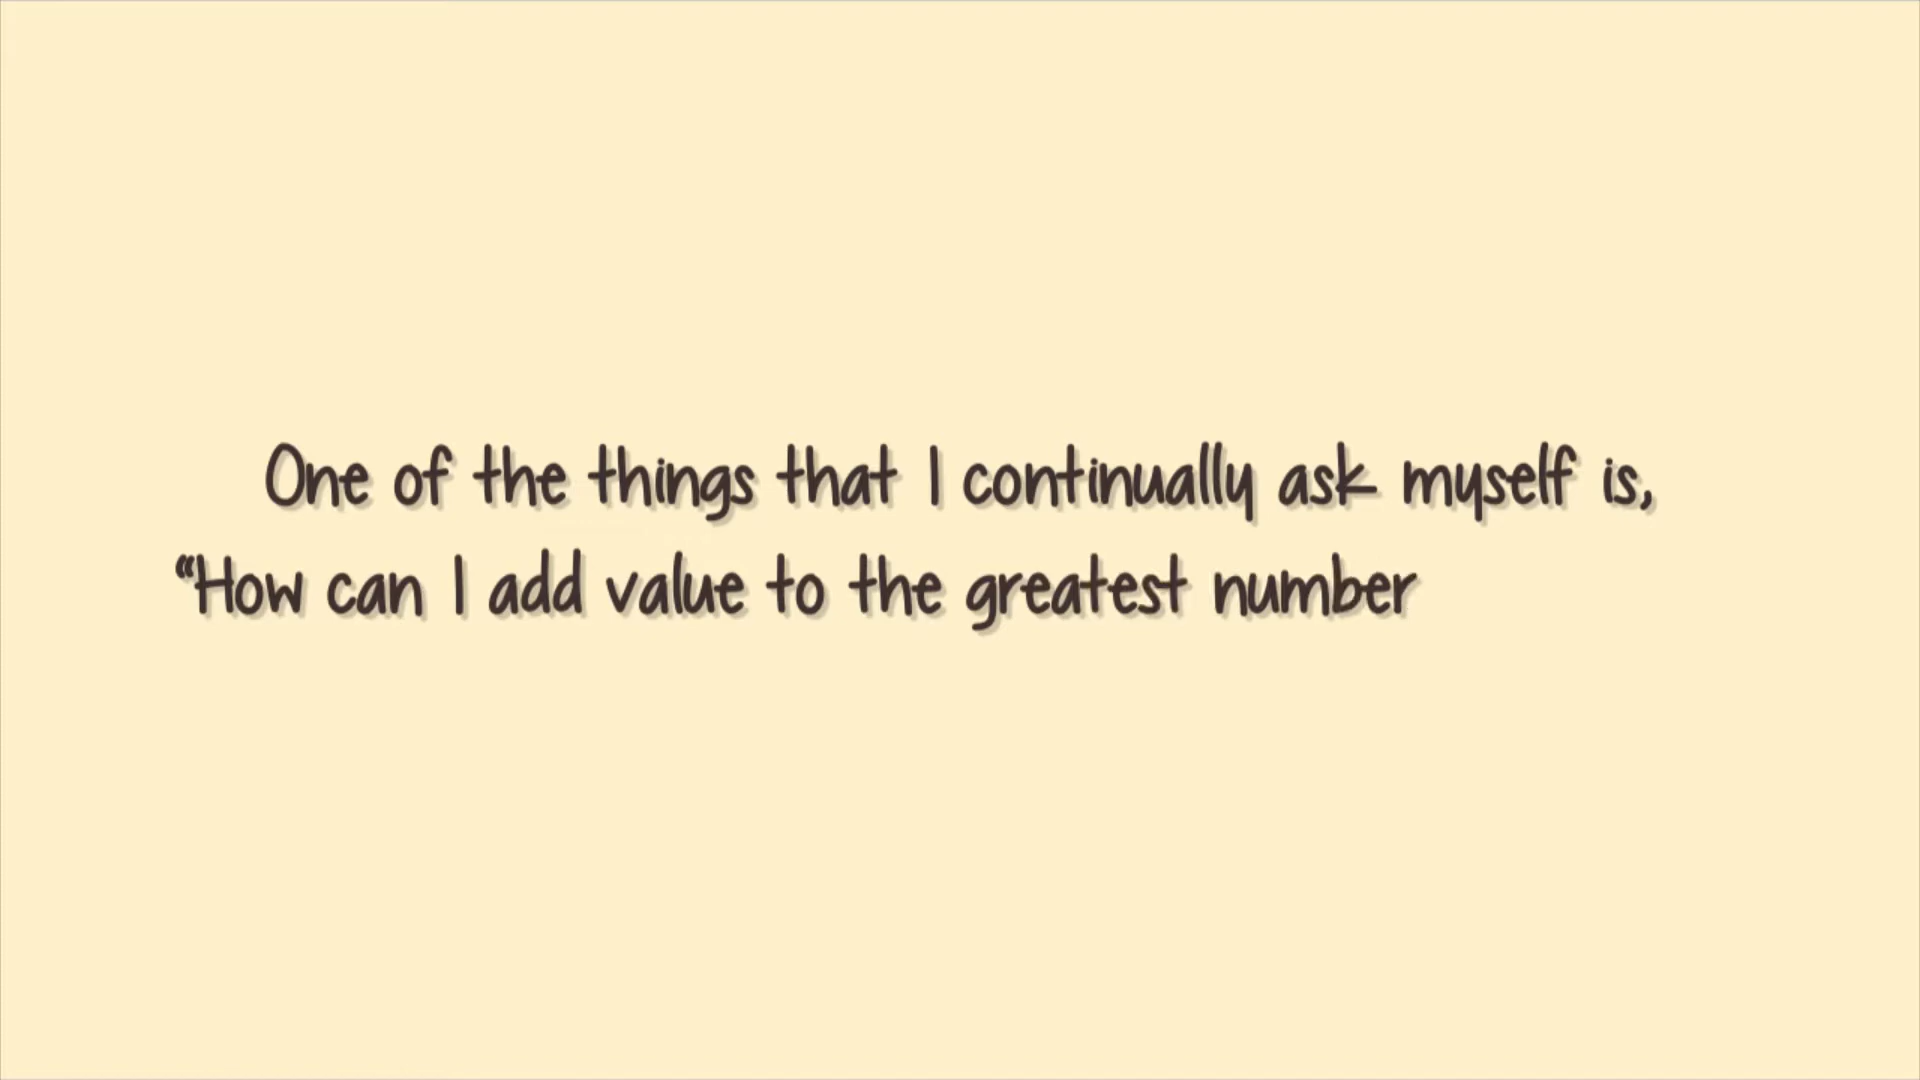 One of the things that I continually ask myself is,
“How can I add value to the greatest number